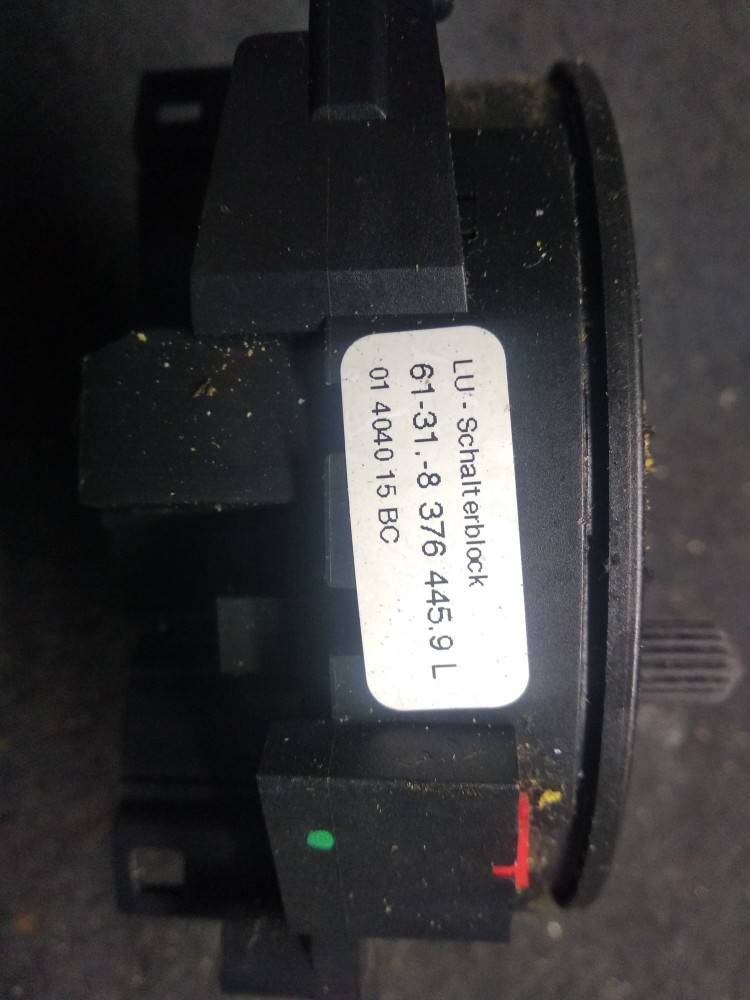 LU - Schalterblock
61-31.-8 376 445.9 L
01 4040 15 BC